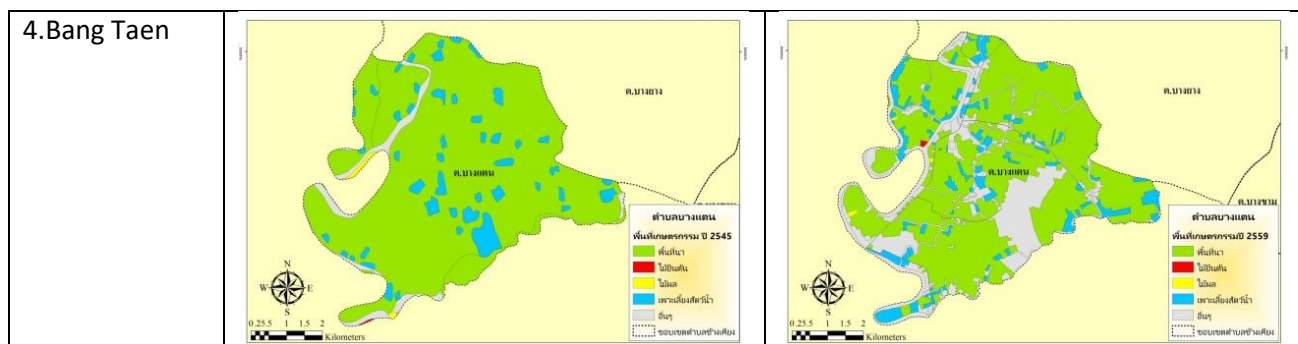 4.Bang Taen
ต.บางยาง
ต.บางแตน
ตำบลบางแตน
พื้นที่เกษตรกรรม ปี 2545
พื้นที่นา
ไม้ยืนต้น
ไม้ผล
เพาะเลี้ยงสัตว์น้ำ
อื่นๆ
ขอบเขตตำบลข้างเคียง
N
W
E
S
0.25.5 1 1.5 2
Kilometers
ต.บางยาง
ต.บางแตน
ต.บางขาม
ตำบลบางแตน
พื้นที่เกษตรกรรมปี 2559
พื้นที่นา
ไม้ยืนต้น
ไม้ผล
เพาะเลี้ยงสัตว์น้ำ
อื่นๆ
ขอบเขตตำบลข้างเคียง
N
W
E
S
0.25.5 1 1.5 2
Kilometers